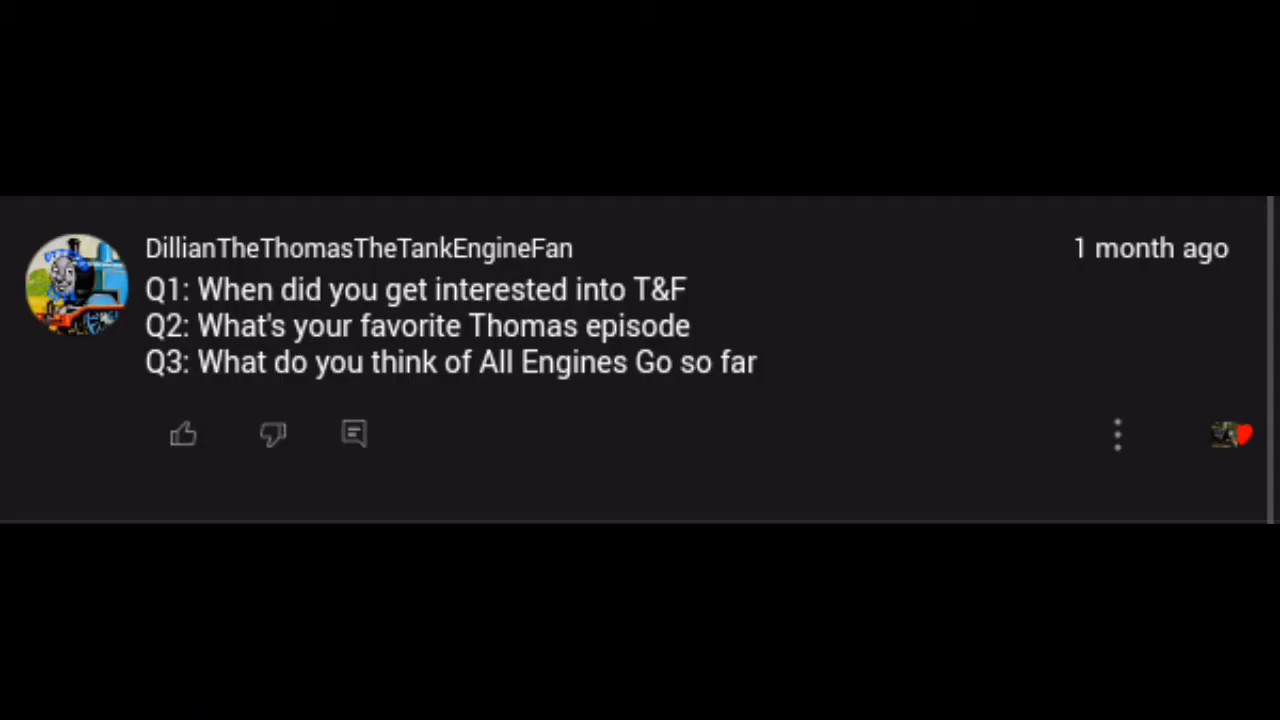 DillianTheThomasTheTankEngineFan
1 month ago
Q1: When did you get interested into T&F
Q2: What's your favorite Thomas episode
Q3: What do you think of All Engines Go so far